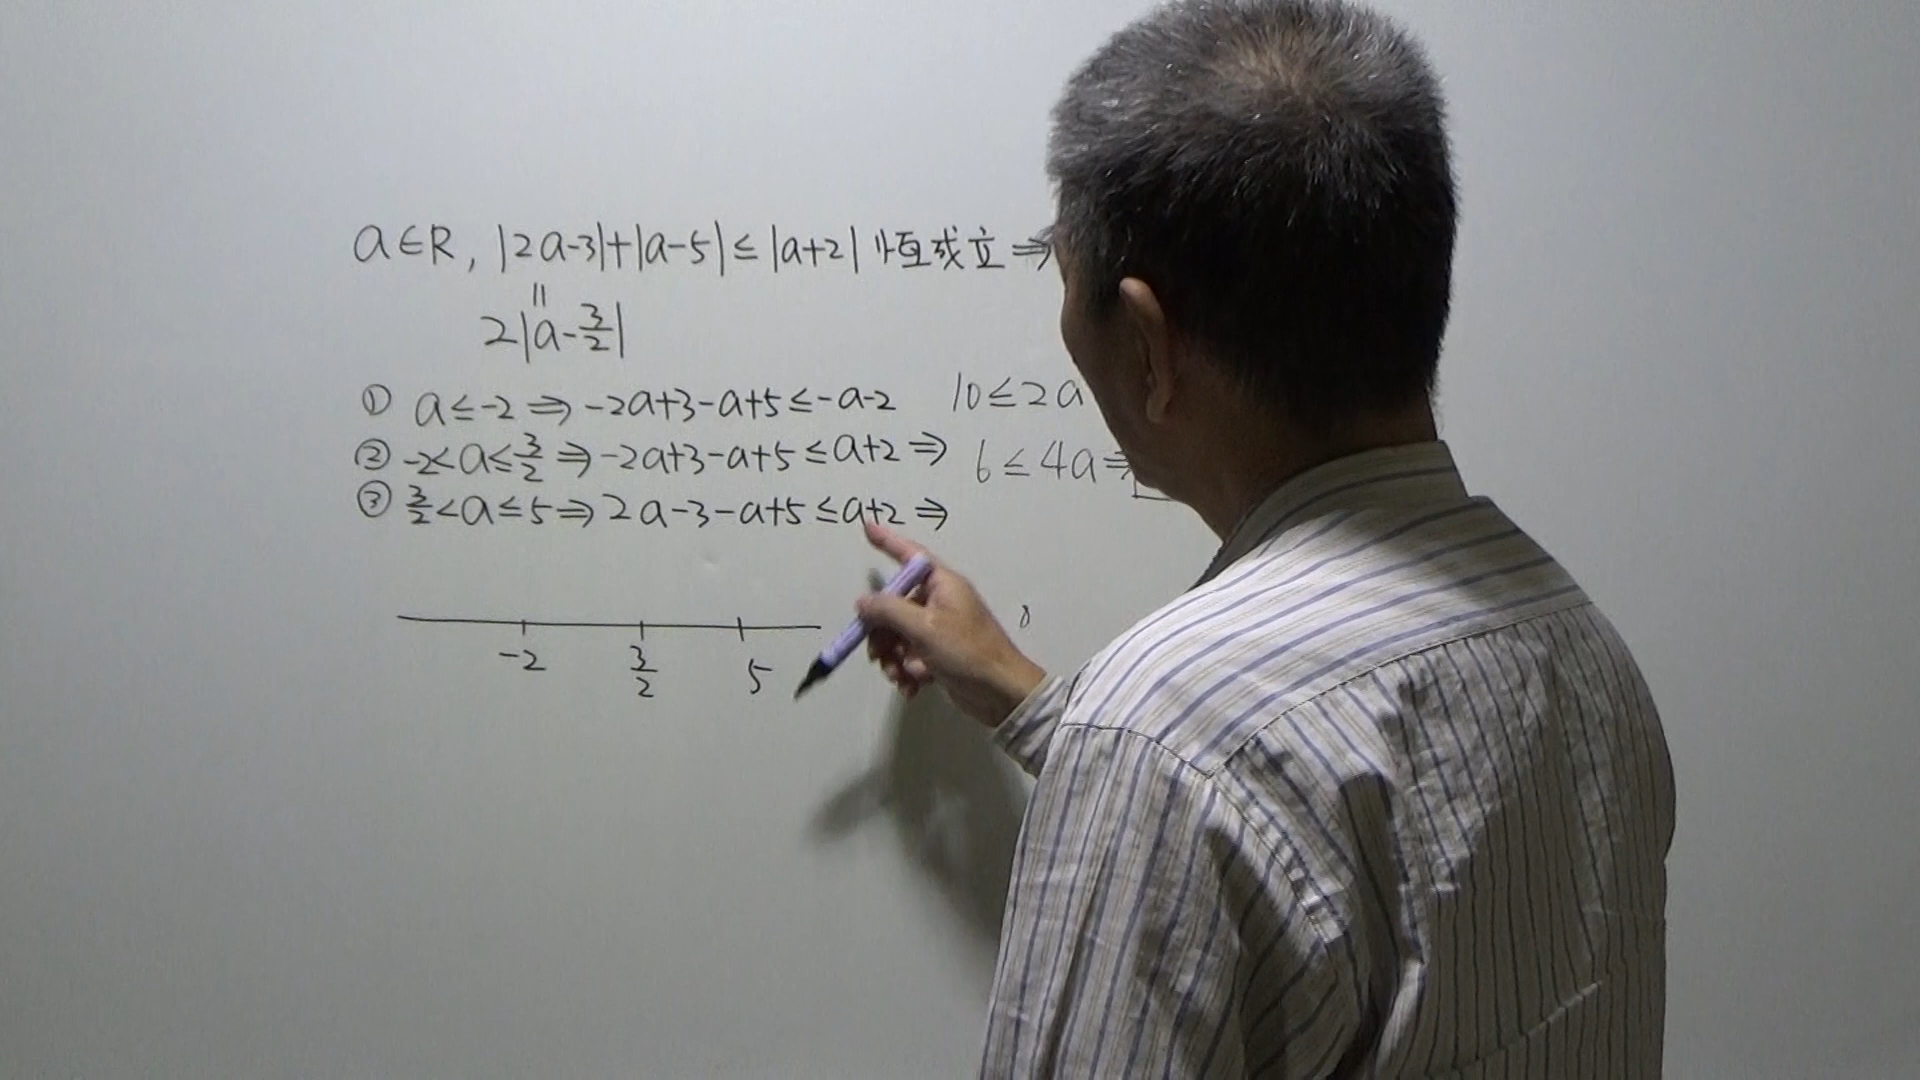 a∈R, |2a-3|+|a-5|≤|a+2| 恆成立⇒
=
2|a-3/2|
① a≤-2⇒-2a+3-a+5≤-a-2 10≤2a
② -2<a≤3/2⇒-2a+3-a+5≤a+2⇒ 6≤4a⇒
③ 3/2<a≤5⇒2a-3-a+5≤a+2⇒
-2 3/2 5